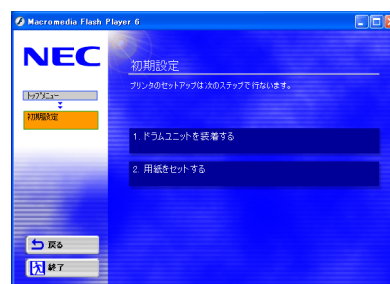 Macromedia Flash Player 6
NEC
初期設定
プリンタのセットアップは次のステップで行ないます。
トップメニュー
初期設定
1. ドラムユニットを装着する
2. 用紙をセットする
戻る
終了